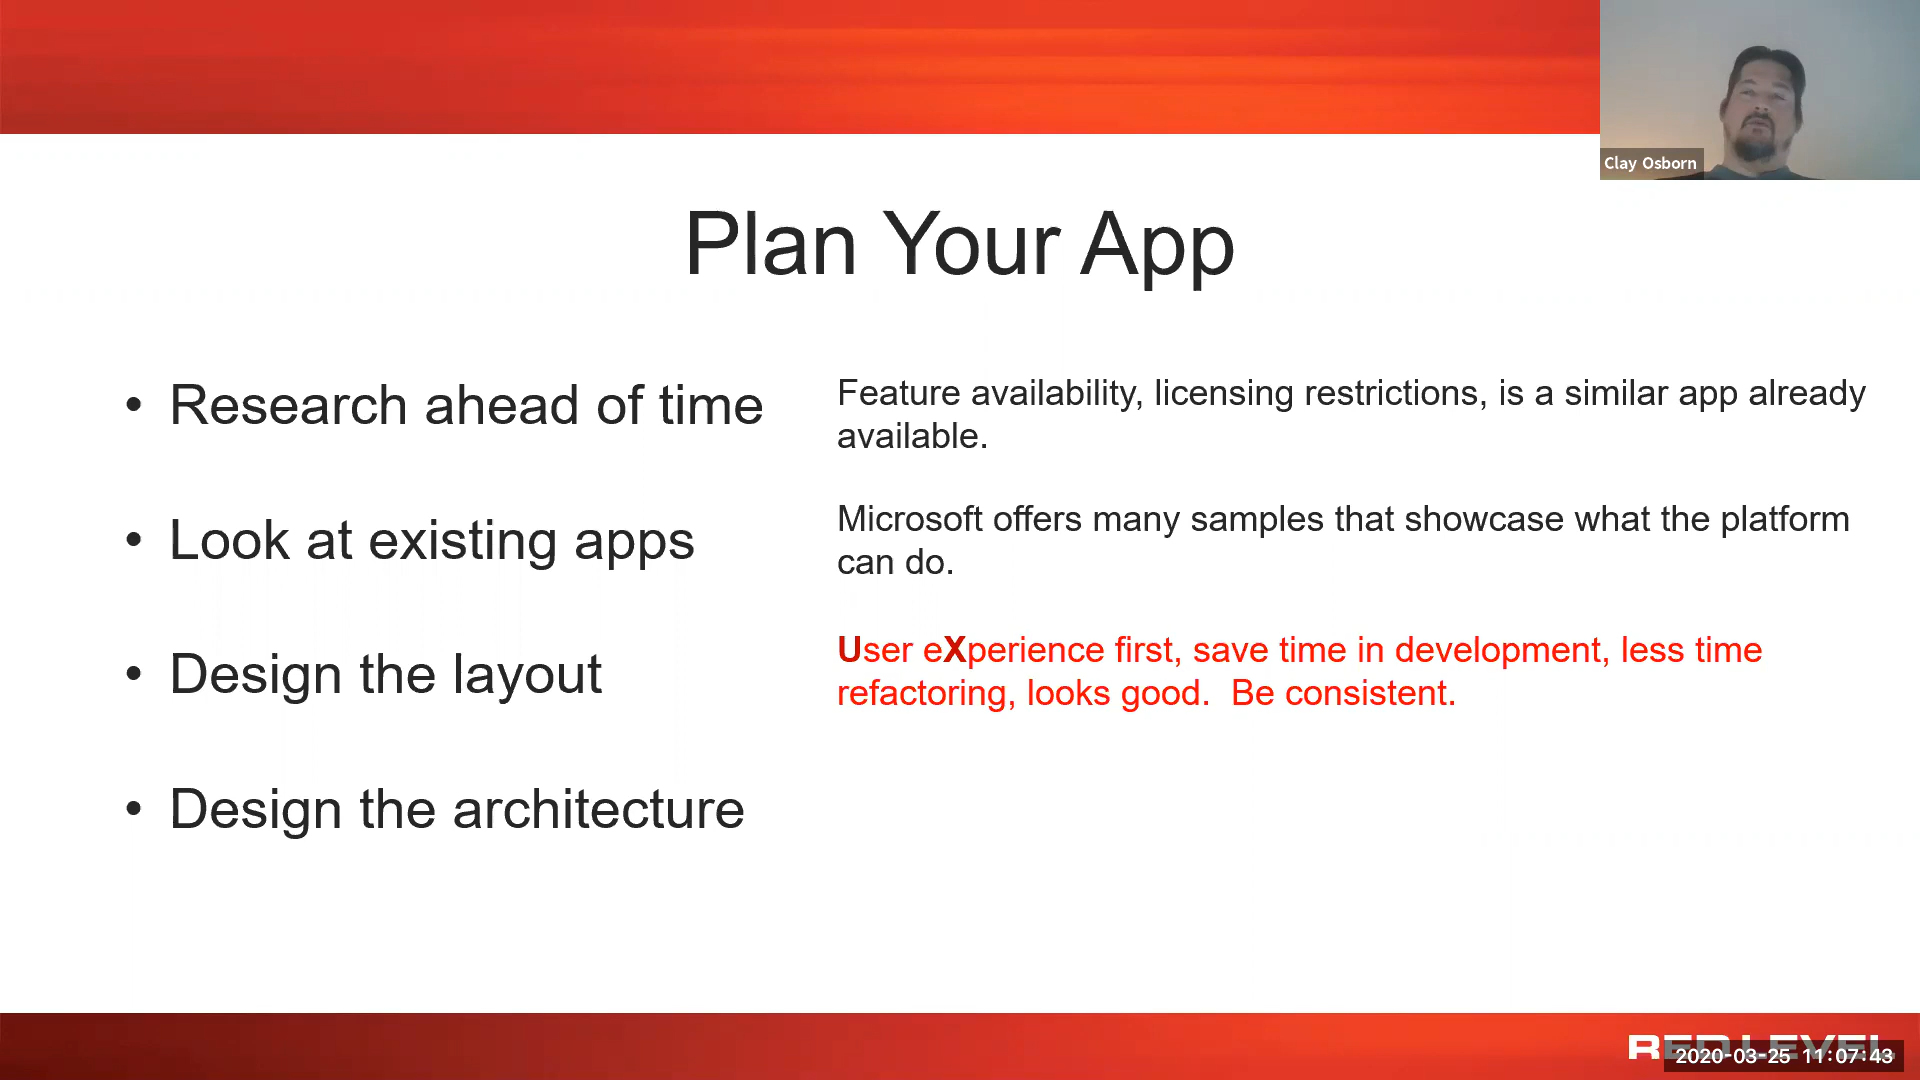 Clay Osborn
Plan Your App
• Research ahead of time
Feature availability, licensing restrictions, is a similar app already
available.
• Look at existing apps
Microsoft offers many samples that showcase what the platform
can do.
• Design the layout
User eXperience first, save time in development, less time
refactoring, looks good.  Be consistent.
• Design the architecture
RED LEVEL
2020-03-25 11:07:43